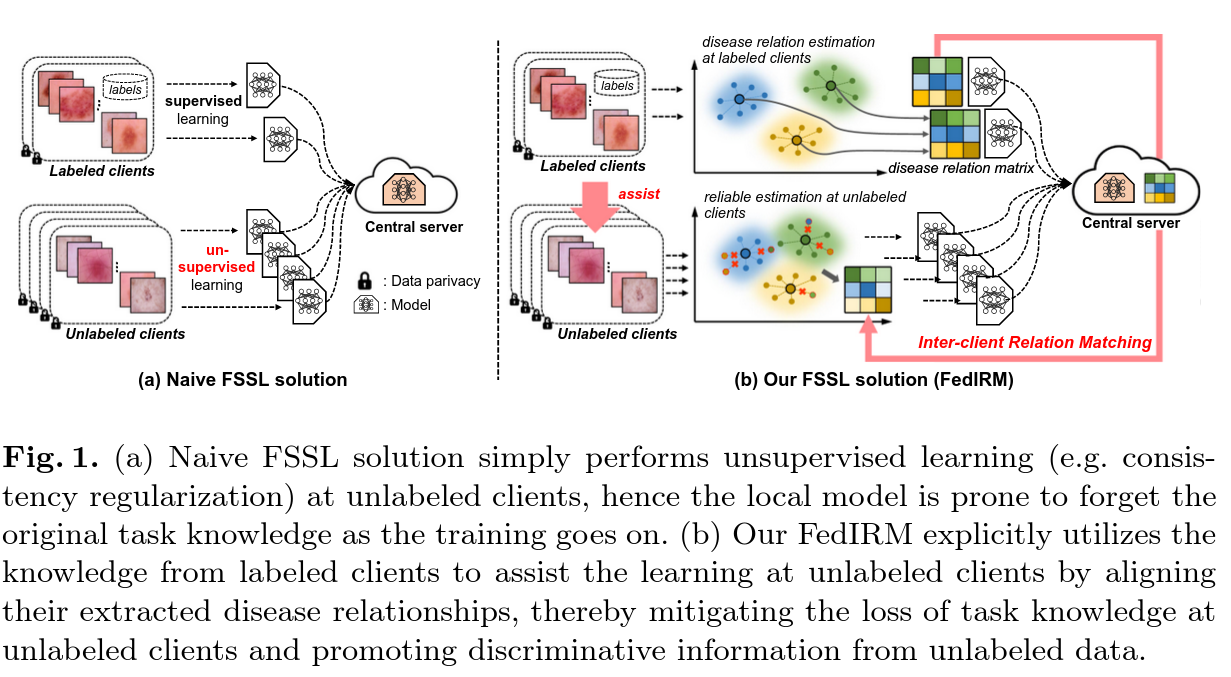 labels
supervised
learning
Labeled clients
Central server
un-
supervised
learning
Unlabeled clients
: Data parivacy
: Model
(a) Naive FSSL solution
disease relation estimation
at labeled clients
labels
Labeled clients
disease relation matrix
assist
reliable estimation at unlabeled
clients
Central server
Unlabeled clients
Inter-client Relation Matching
(b) Our FSSL solution (FedIRM)
Fig. 1. (a) Naive FSSL solution simply performs unsupervised learning (e.g. consis-
tency regularization) at unlabeled clients, hence the local model is prone to forget the
original task knowledge as the training goes on. (b) Our FedIRM explicitly utilizes the
knowledge from labeled clients to assist the learning at unlabeled clients by aligning
their extracted disease relationships, thereby mitigating the loss of task knowledge at
unlabeled clients and promoting discriminative information from unlabeled data.